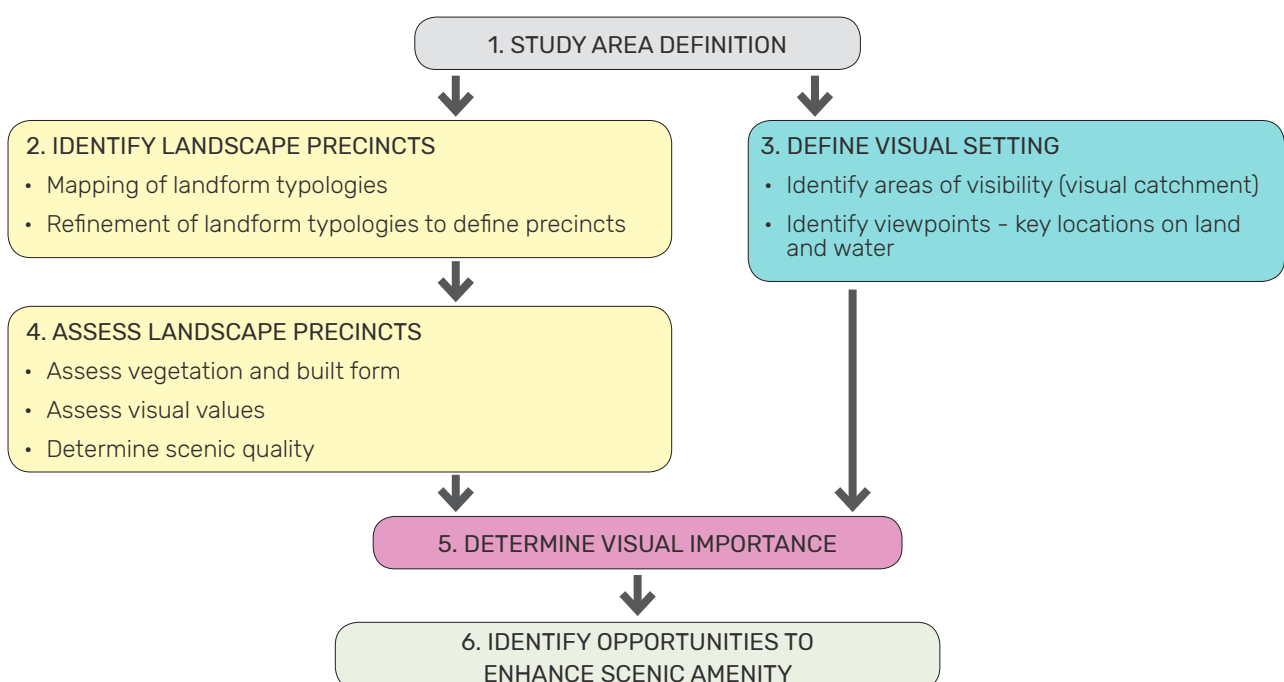 1. STUDY AREA DEFINITION
2. IDENTIFY LANDSCAPE PRECINCTS
• Mapping of landform typologies
• Refinement of landform typologies to define precincts
3. DEFINE VISUAL SETTING
• Identify areas of visibility (visual catchment)
• Identify viewpoints - key locations on land
and water
4. ASSESS LANDSCAPE PRECINCTS
• Assess vegetation and built form
• Assess visual values
• Determine scenic quality
5. DETERMINE VISUAL IMPORTANCE
6. IDENTIFY OPPORTUNITIES TO
ENHANCE SCENIC AMENITY